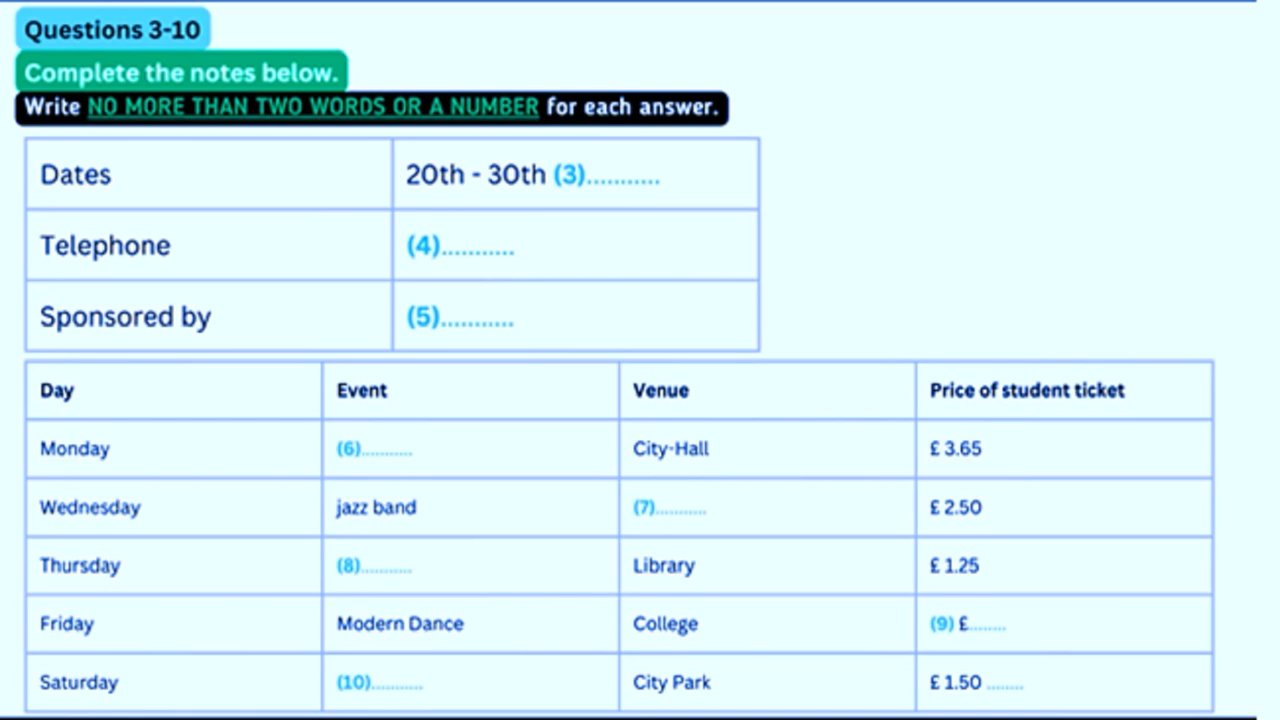 Questions 3-10
Complete the notes below.
Write NO MORE THAN TWO WORDS OR A NUMBER for each answer.
Dates 20th - 30th (3)...........
Telephone (4)...........
Sponsored by (5)...........
Day Event Venue Price of student ticket
Monday (6)........... City-Hall £ 3.65
Wednesday jazz band (7)........... £ 2.50
Thursday (8)........... Library £ 1.25
Friday Modern Dance College (9) £........
Saturday (10)........... City Park £ 1.50 ........